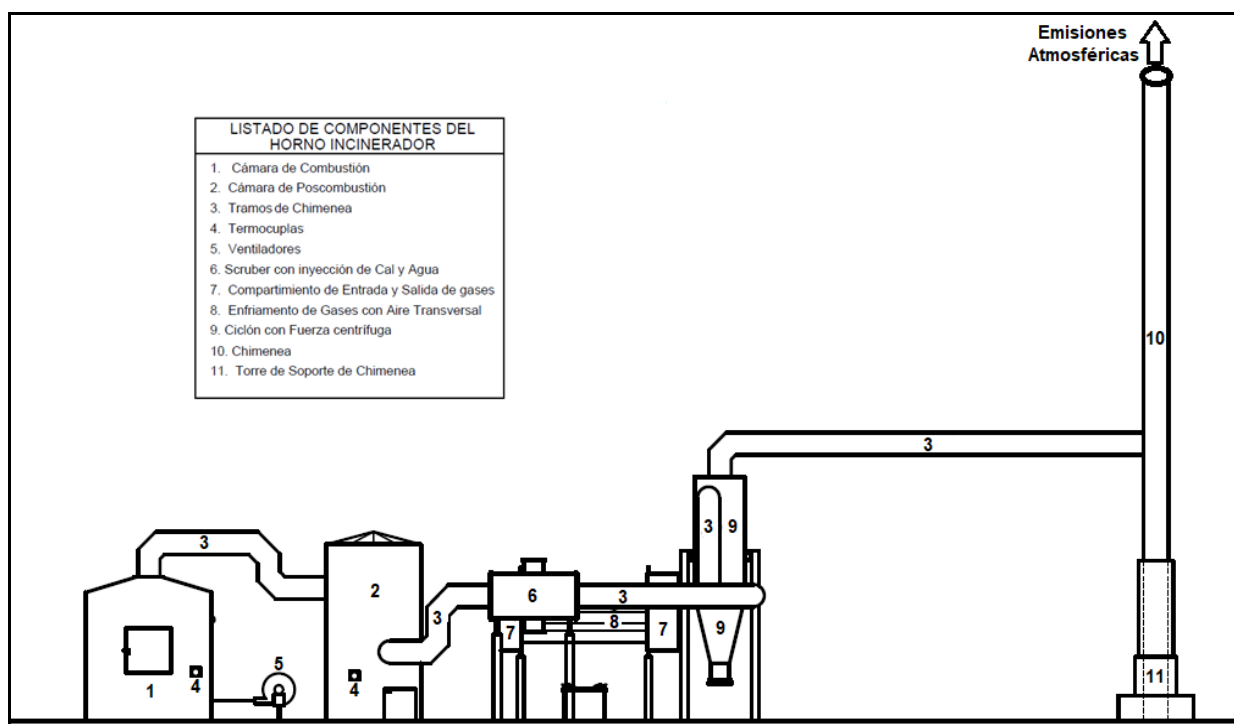 Emisiones
Atmosféricas
LISTADO DE COMPONENTES DEL
HORNO INCINERADOR
1. Cámara de Combustión
2. Cámara de Poscombustión
3. Tramos de Chimenea
4. Termocuplas
5. Ventiladores
6. Scruber con inyección de Cal y Agua
7. Compartimiento de Entrada y Salida de gases
8. Enfriamento de Gases con Aire Transversal
9. Ciclón con Fuerza centrífuga
10. Chimenea
11. Torre de Soporte de Chimenea
10
3
3
3
9
2
6
3
3
8
7
7
9
5
4
1
4
11